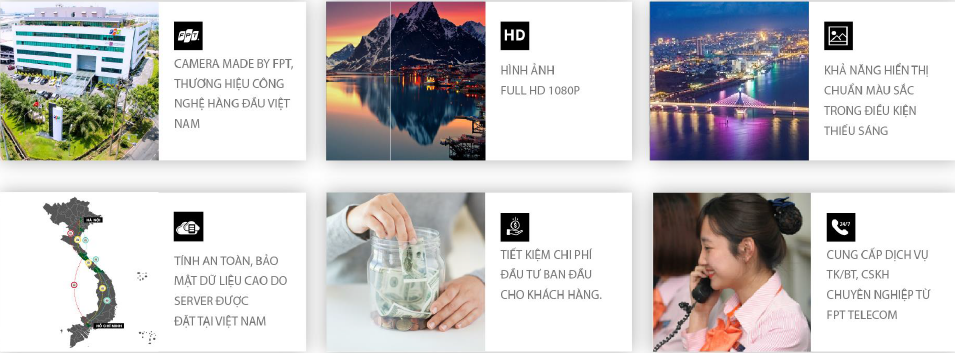 FPT
CAMERA MADE BY FPT,
THƯƠNG HIỆU CÔNG
NGHỆ HÀNG ĐẦU VIỆT
NAM
HD
HÌNH ẢNH
FULL HD 1080P
KHẢ NĂNG HIỂN THỊ
CHUẨN MÀU SẮC
TRONG ĐIỀU KIỆN
THIẾU SÁNG
HÀ NỘI
HỒ CHÍ MINH
TÍNH AN TOÀN, BẢO
MẬT DỮ LIỆU CAO DO
SERVER ĐƯỢC
ĐẶT TẠI VIỆT NAM
TIẾT KIỆM CHI PHÍ
ĐẦU TƯ BAN ĐẦU
CHO KHÁCH HÀNG.
24/7
CUNG CẤP DỊCH VỤ
TK/BT, CSKH
CHUYÊN NGHIỆP TỪ
FPT TELECOM